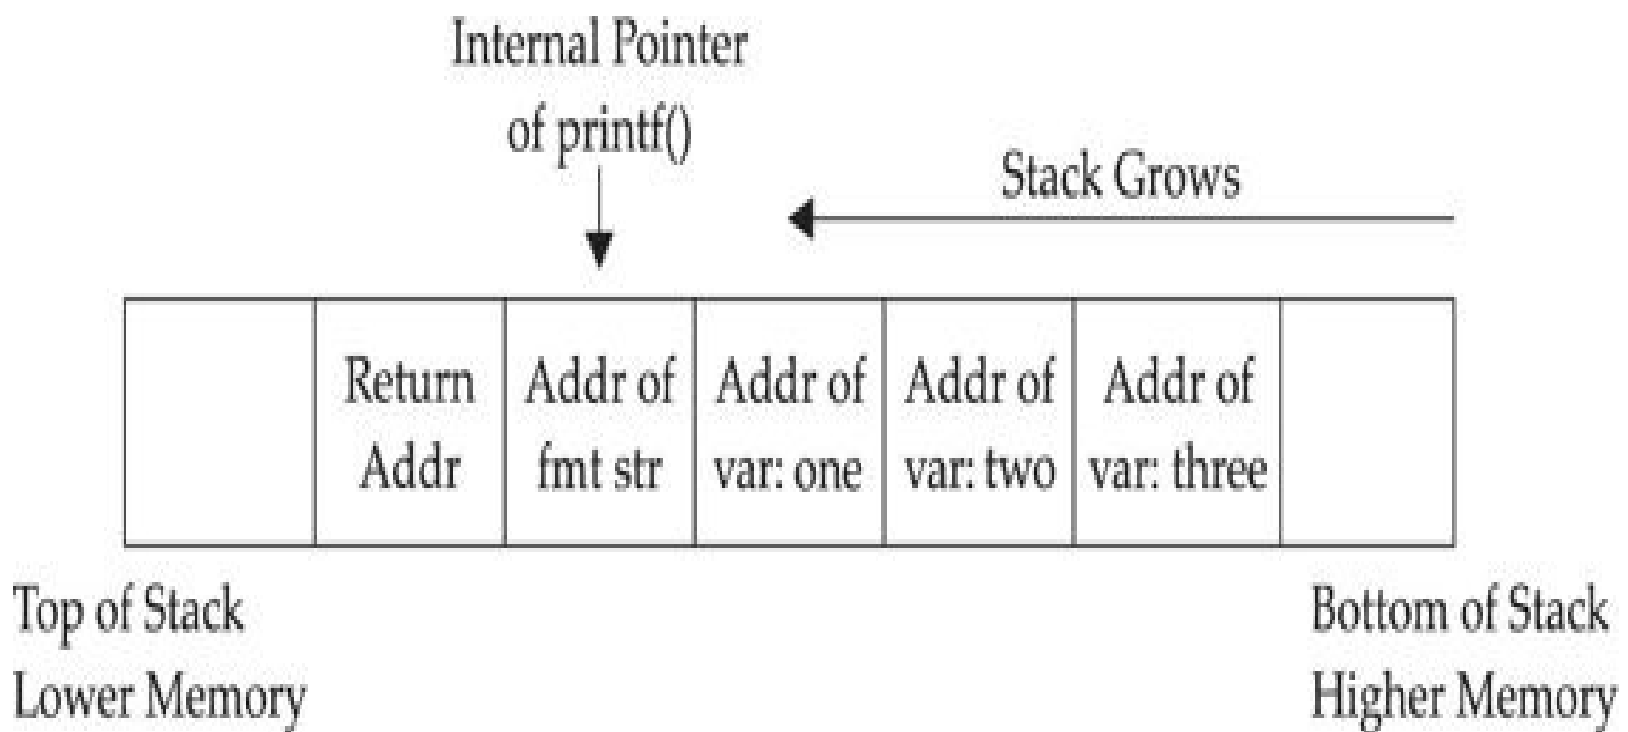 Internal Pointer
of printf()
Stack Grows
Return
Addr
Addr of
fmt str
Addr of
var: one
Addr of
var: two
Addr of
var: three
Top of Stack
Lower Memory
Bottom of Stack
Higher Memory